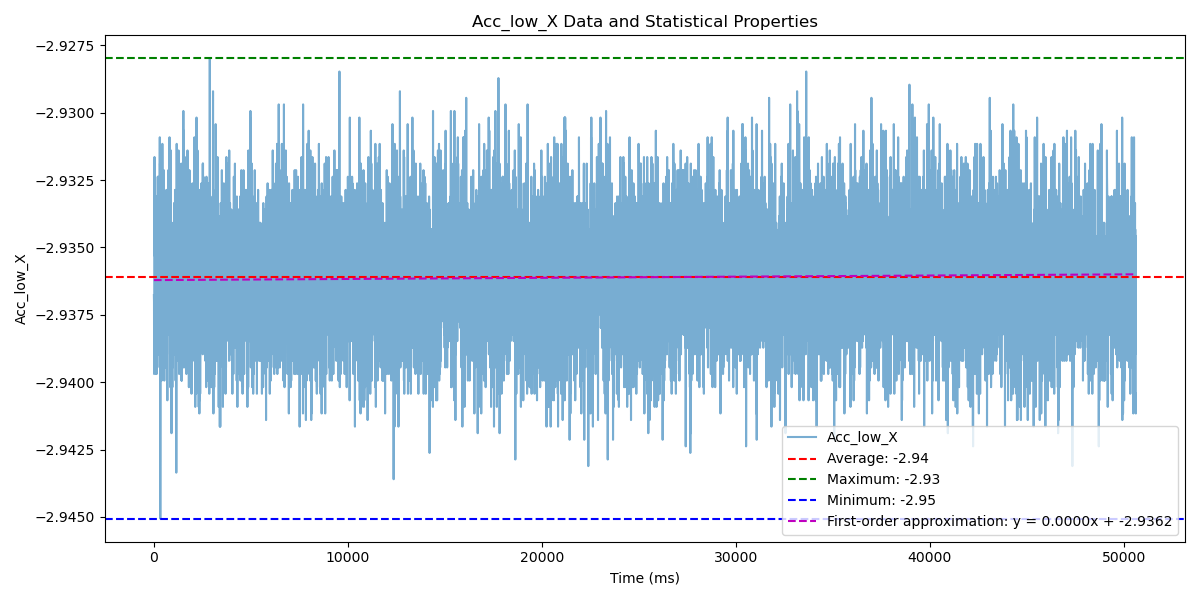 Acc_low_X Data and Statistical Properties
−2.9275
−2.9300
−2.9325
−2.9350
−2.9375
−2.9400
−2.9425
−2.9450
Acc_low_X
Acc_low_X
Average: -2.94
Maximum: -2.93
Minimum: -2.95
First-order approximation: y = 0.0000x + -2.9362
0
10000
20000
30000
40000
50000
Time (ms)